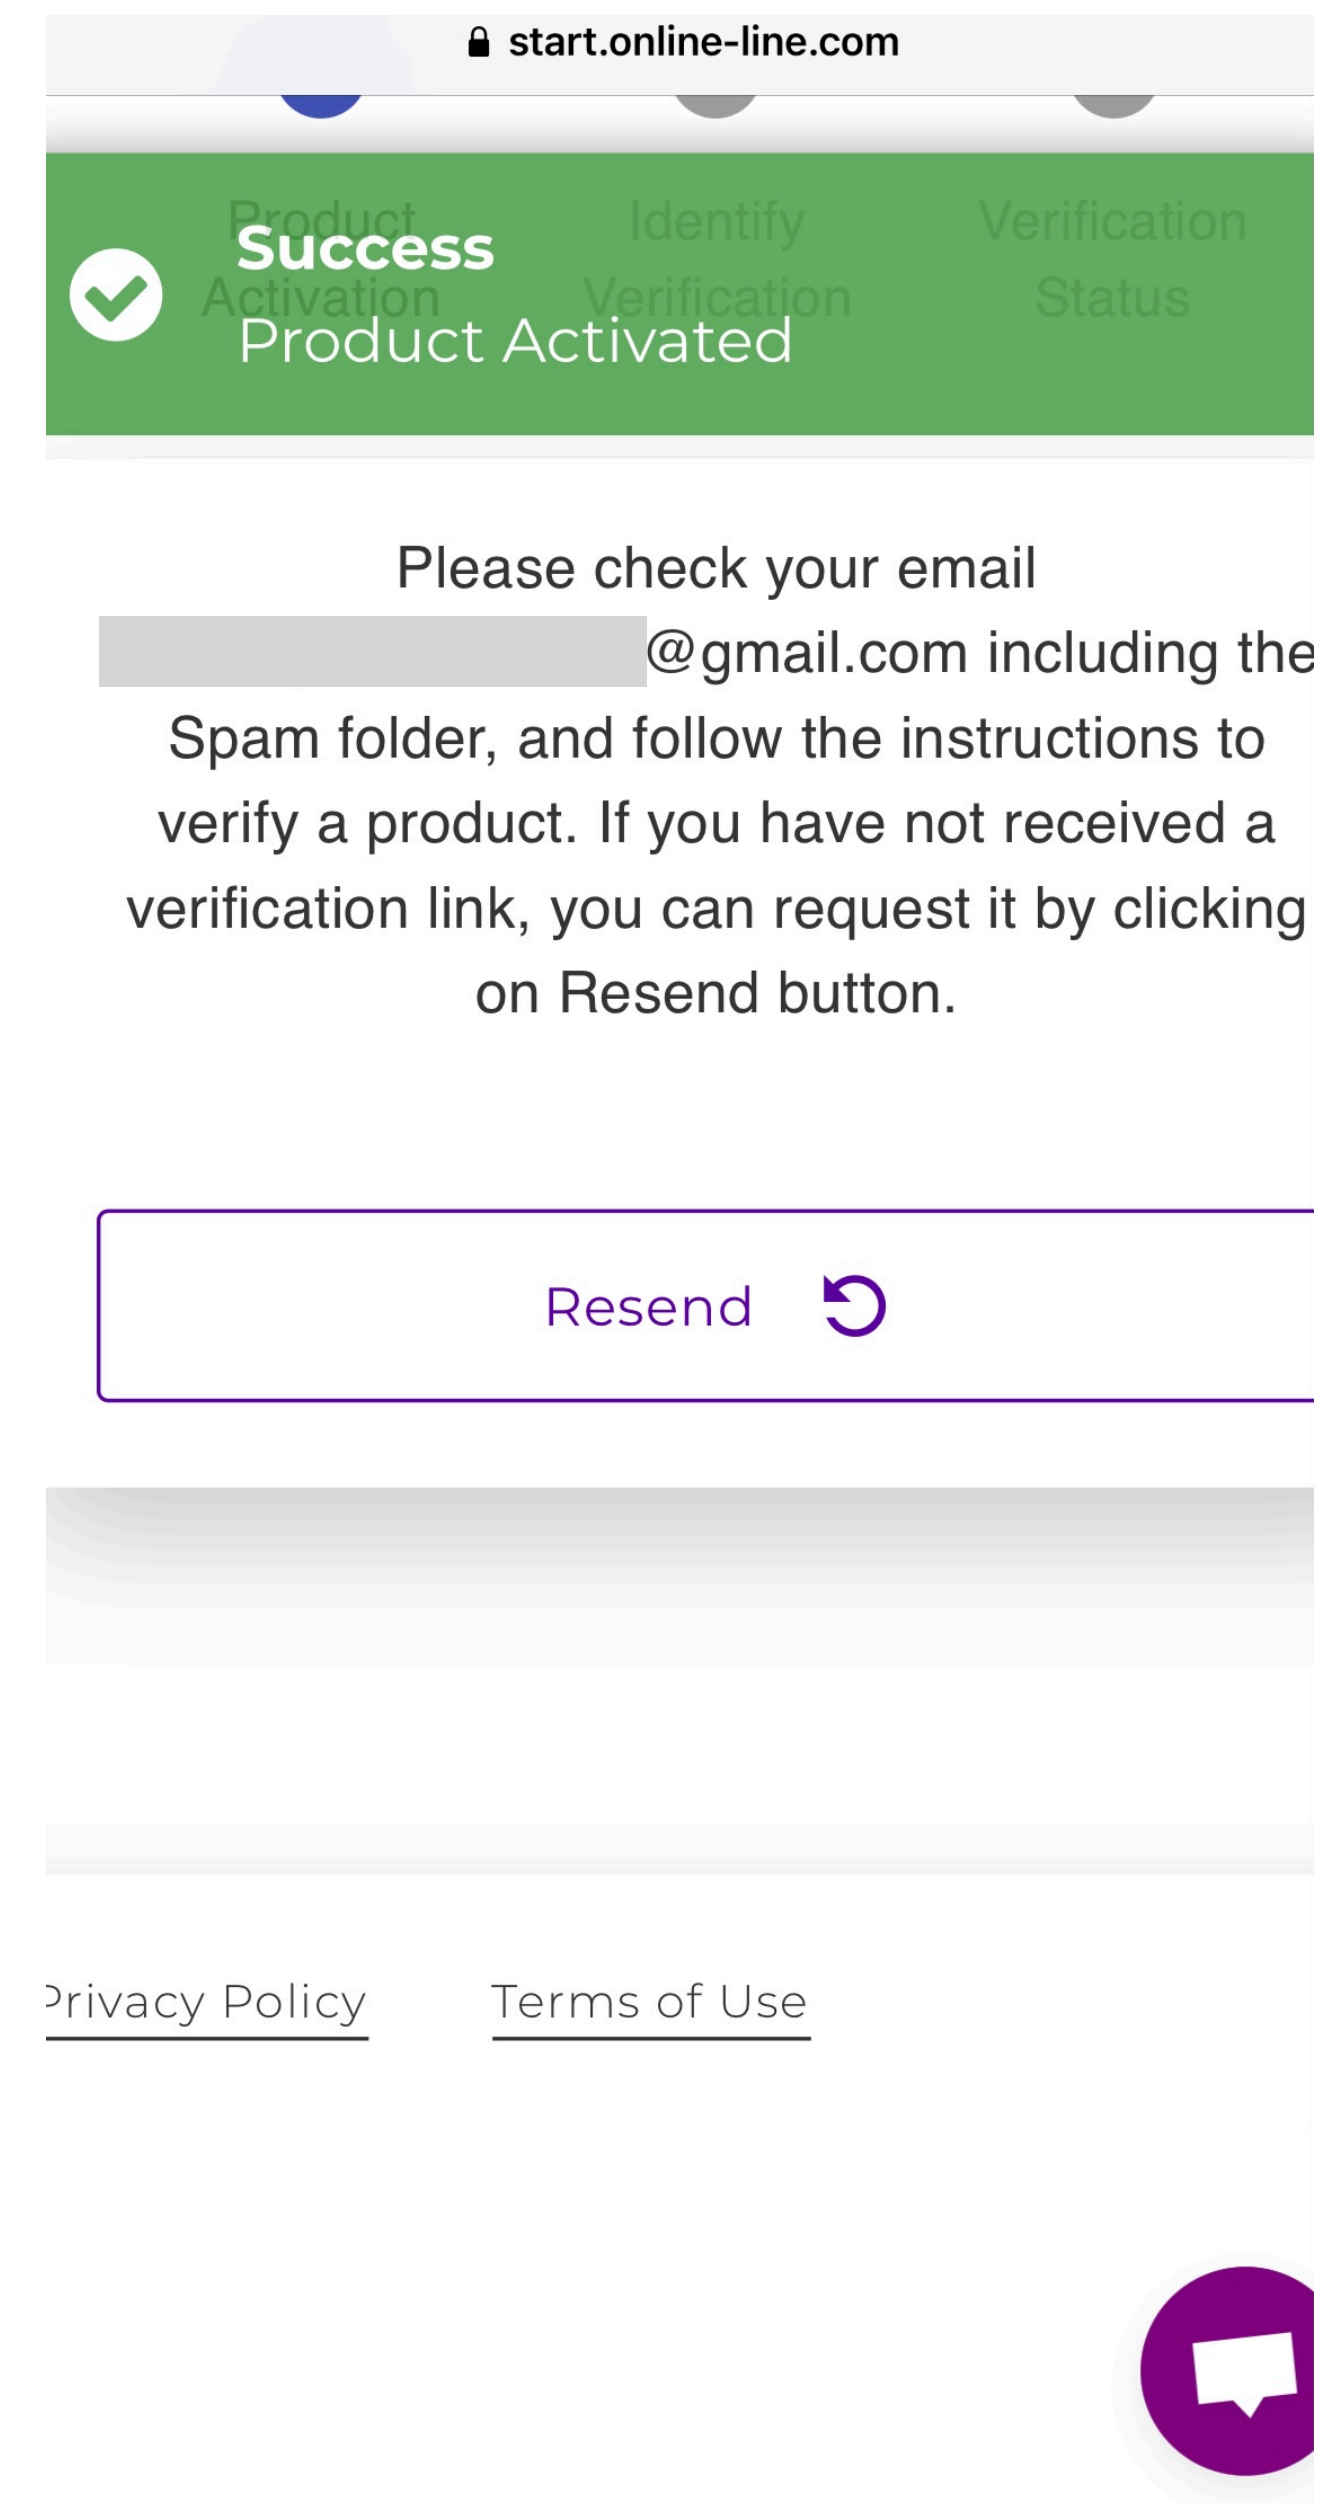 start.online-line.com
Product
Activation
Identify
Verification
Verification
Status
Success
Product Activated
Please check your email
@gmail.com including the
Spam folder, and follow the instructions to
verify a product. If you have not received a
verification link, you can request it by clicking
on Resend button.
Resend
Privacy Policy
Terms of Use